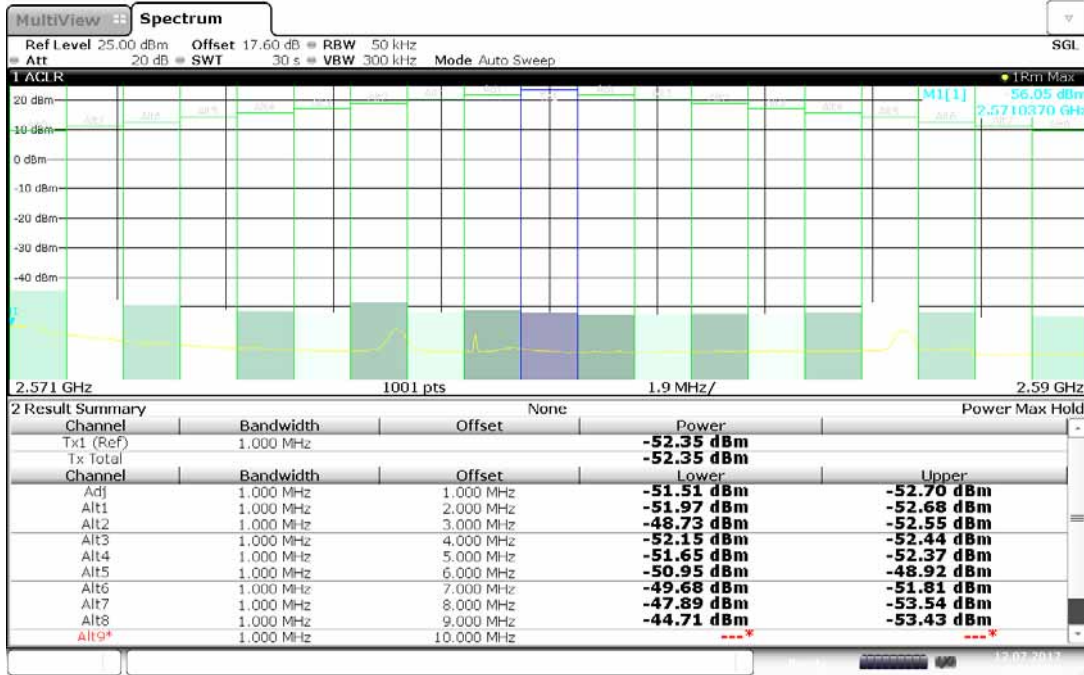 MultiView Spectrum
Ref Level 25.00 dBm Offset 17.60 dB RBW 50 kHz SGL
Att 20 dB SWT 30 s VBW 300 kHz Mode Auto Sweep
1 ACLR 1Rm Max
M1[1] 56.05 dBm
2.5710370 GHz
20 dBm
10 dBm
0 dBm
-10 dBm
-20 dBm
-30 dBm
-40 dBm
2.571 GHz 1001 pts 1.9 MHz/ 2.59 GHz
2 Result Summary None Power Max Hold
Channel Bandwidth Offset Power
Tx1 (Ref) 1.000 MHz -52.35 dBm
Tx Total -52.35 dBm
Channel Bandwidth Offset Lower Upper
Adj 1.000 MHz 1.000 MHz -51.51 dBm -52.70 dBm
Alt1 1.000 MHz 2.000 MHz -51.97 dBm -52.68 dBm
Alt2 1.000 MHz 3.000 MHz -48.73 dBm -52.55 dBm
Alt3 1.000 MHz 4.000 MHz -52.15 dBm -52.44 dBm
Alt4 1.000 MHz 5.000 MHz -51.65 dBm -52.37 dBm
Alt5 1.000 MHz 6.000 MHz -50.95 dBm -48.92 dBm
Alt6 1.000 MHz 7.000 MHz -49.68 dBm -51.81 dBm
Alt7 1.000 MHz 8.000 MHz -47.89 dBm -53.54 dBm
Alt8 1.000 MHz 9.000 MHz -44.71 dBm -53.43 dBm
Alt9* 1.000 MHz 10.000 MHz ---* ---*
12.07.2017